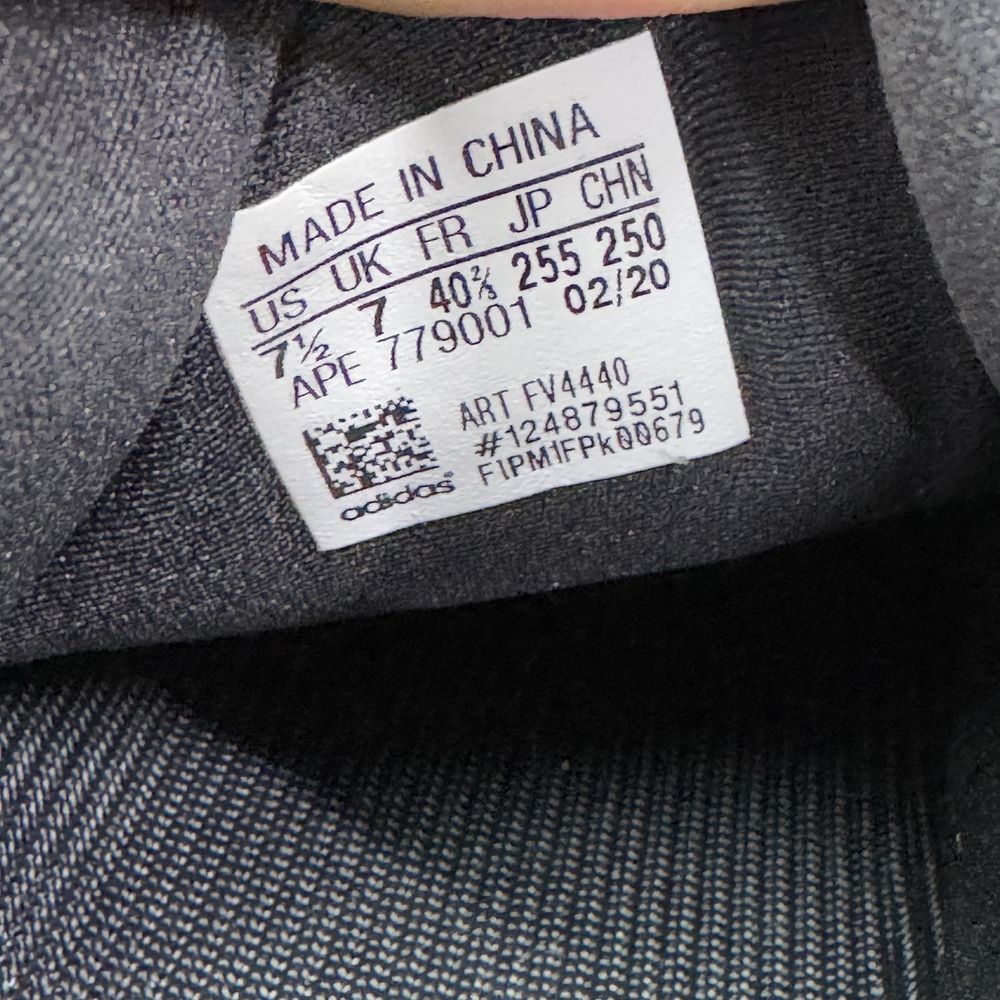 MADE IN CHINA
US UK FR JP CHN
7½ 7 40⅔ 255 250
APE 779001 02/20
ART FV4440
#124879551
F1PM1FPk00679
adidas®